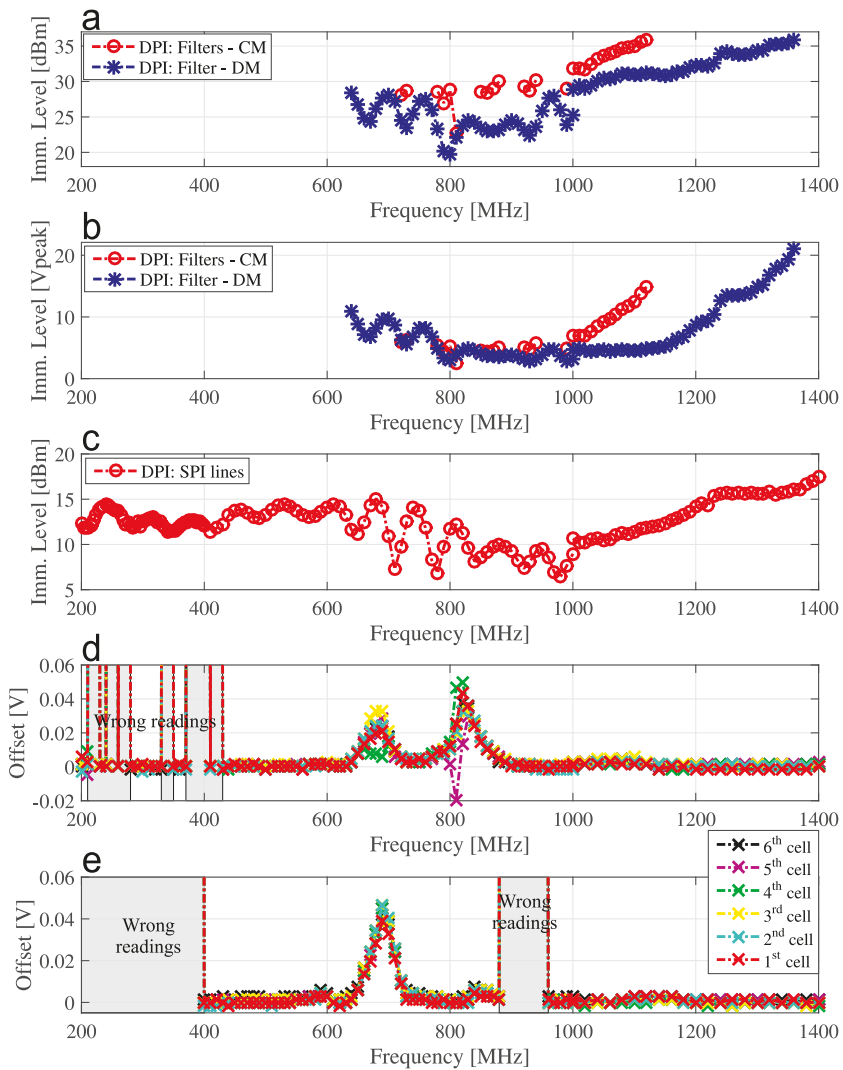 a
Imm. Level [dBm]
35
30
25
20
DPI: Filters - CM
DPI: Filter - DM
200 400 600 800 1000 1200 1400
Frequency [MHz]
b
Imm. Level [Vpeak]
20
10
0
DPI: Filters - CM
DPI: Filter - DM
200 400 600 800 1000 1200 1400
Frequency [MHz]
c
Imm. Level [dBm]
20
15
10
5
DPI: SPI lines
200 400 600 800 1000 1200 1400
Frequency [MHz]
d
Offset [V]
0.06
0.04
0.02
0
-0.02
Wrong readings
200 400 600 800 1000 1200 1400
Frequency [MHz]
e
Offset [V]
0.06
0.04
0.02
0
Wrong
readings
Wrong
readings
6th cell
5th cell
4th cell
3rd cell
2nd cell
1st cell
200 400 600 800 1000 1200 1400
Frequency [MHz]